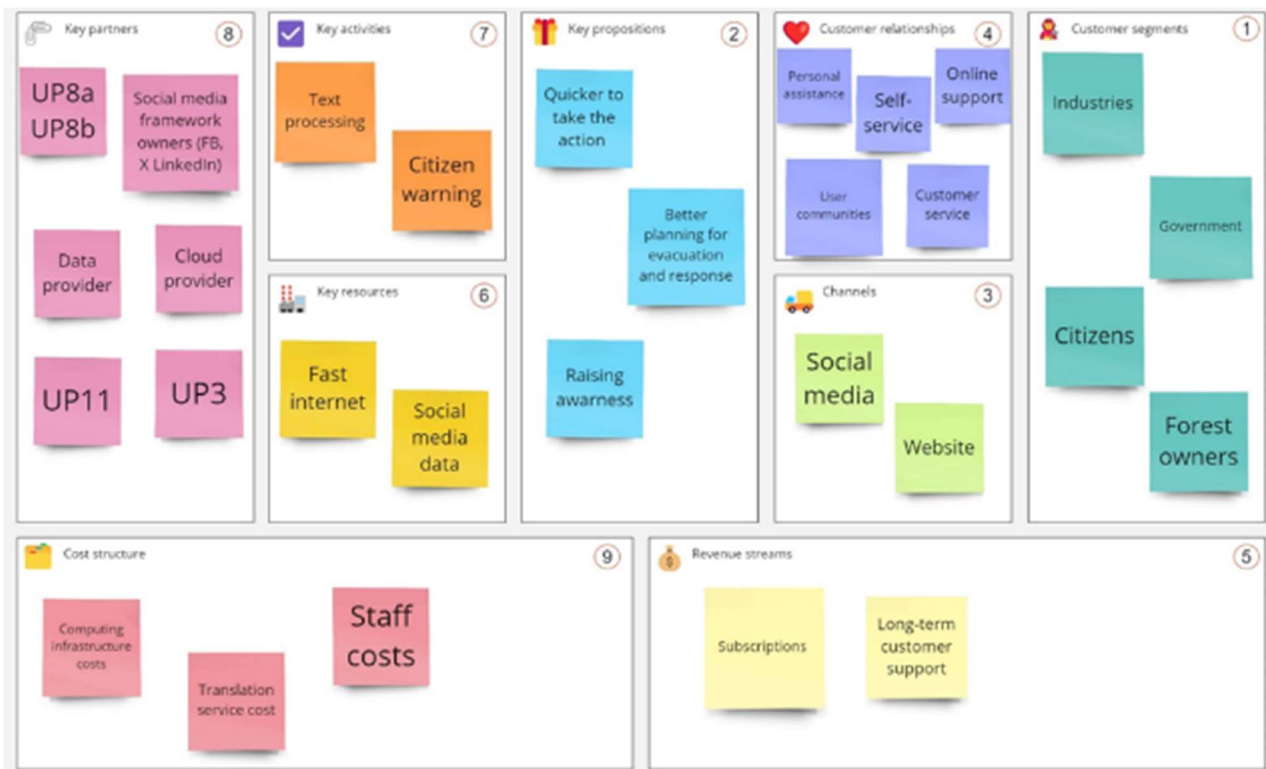 Key partners
8
UP8a
UP8b
Social media
framework
owners (FB,
X LinkedIn)
Data
provider
Cloud
provider
UP11
UP3
Key activities
7
Text
processing
Citizen
warning
Key resources
6
Fast
internet
Social
media
data
Key propositions
2
Quicker to
take the
action
Better
planning for
evacuation
and response
Raising
awarness
Customer relationships
4
Personal
assistance
Self-
service
Online
support
User
communities
Customer
service
Channels
3
Social
media
Website
Customer segments
1
Industries
Government
Citizens
Forest
owners
Cost structure
9
Computing
infrastructure
costs
Translation
service cost
Staff
costs
Revenue streams
5
Subscriptions
Long-term
customer
support